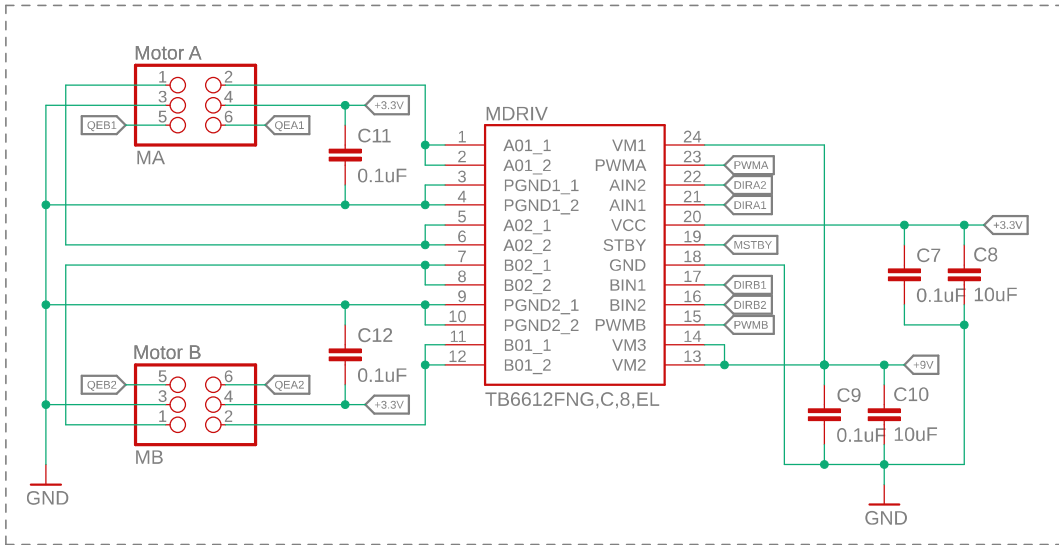 Motor A
1 2
3 4 +3.3V
QEB1 5 6 QEA1
MA
C11
0.1uF
MDRIV
1 A01_1 VM1 24
2 A01_2 PWMA 23 PWMA
3 PGND1_1 AIN2 22 DIRA2
4 PGND1_2 AIN1 21 DIRA1
5 A02_1 VCC 20 +3.3V
6 A02_2 STBY 19 MSTBY
7 B02_1 GND 18
8 B02_2 BIN1 17 DIRB1
9 PGND2_1 BIN2 16 DIRB2
10 PGND2_2 PWMB 15 PWMB
11 B01_1 VM3 14
12 B01_2 VM2 13 +9V
TB6612FNG,C,8,EL
C7 C8
0.1uF 10uF
C12
0.1uF
Motor B
QEB2 5 6 QEA2
3 4 +3.3V
1 2
MB
C9 C10
0.1uF 10uF
GND
GND